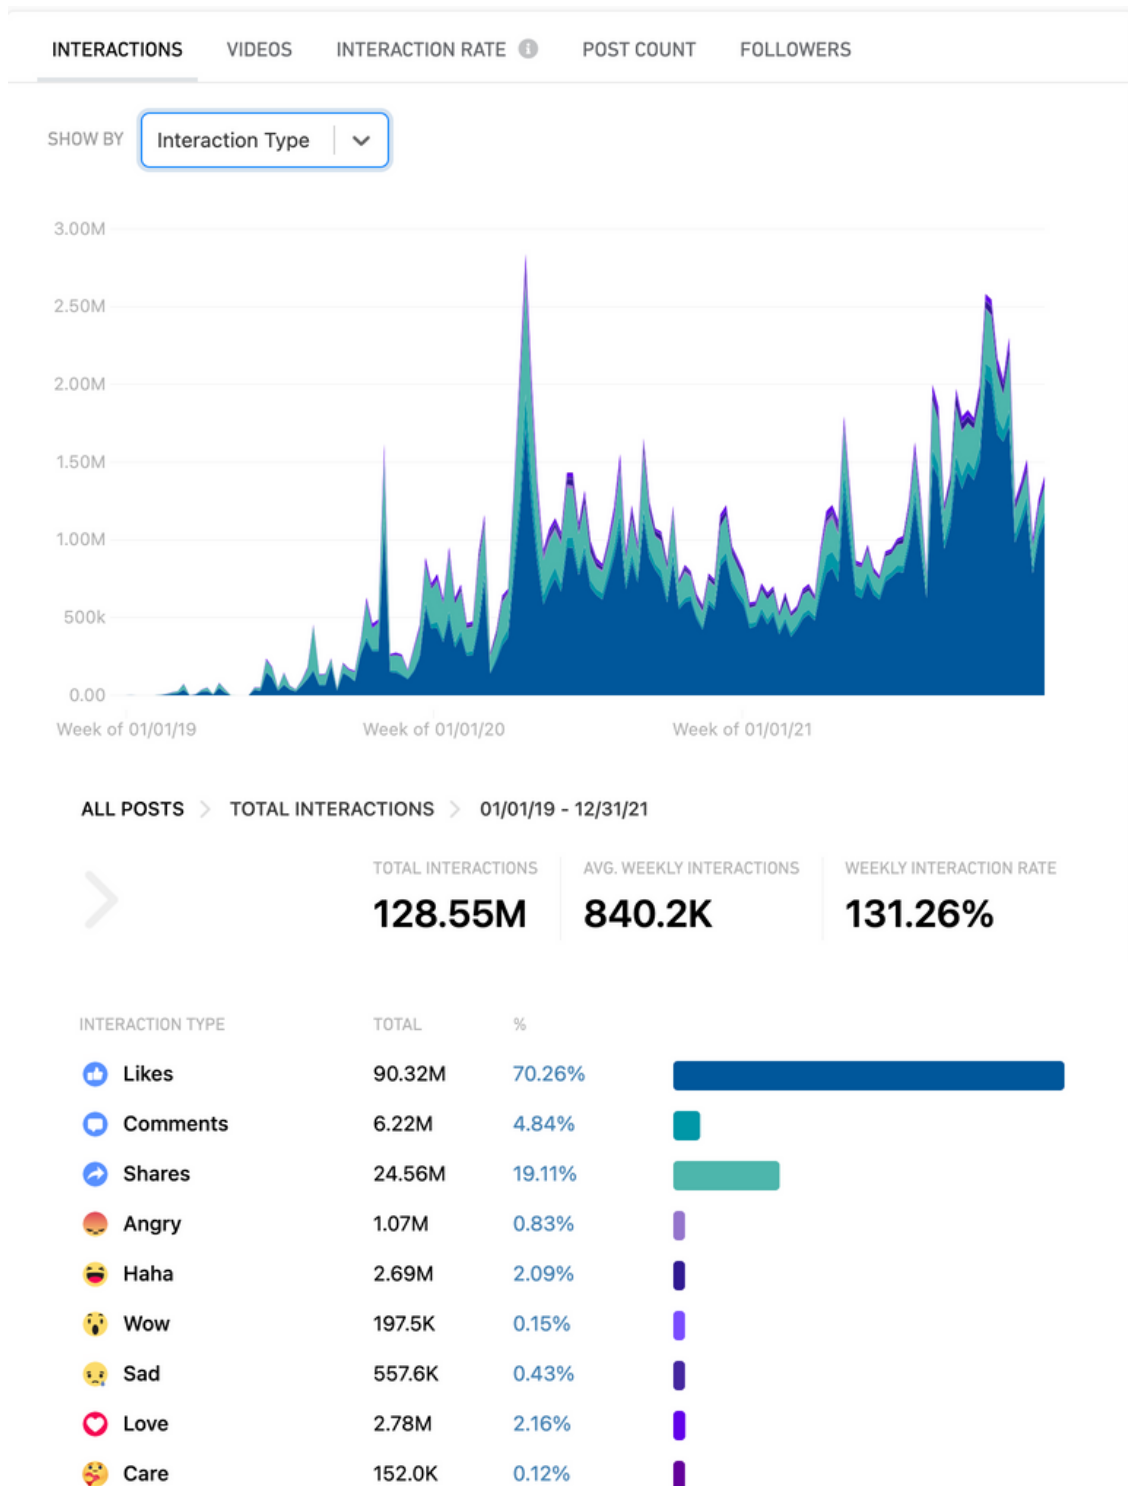 INTERACTIONS VIDEOS INTERACTION RATE i POST COUNT FOLLOWERS
SHOW BY Interaction Type
3.00M
2.50M
2.00M
1.50M
1.00M
500k
0.00
Week of 01/01/19 Week of 01/01/20 Week of 01/01/21
ALL POSTS > TOTAL INTERACTIONS > 01/01/19 - 12/31/21
TOTAL INTERACTIONS AVG. WEEKLY INTERACTIONS WEEKLY INTERACTION RATE
128.55M 840.2K 131.26%
INTERACTION TYPE TOTAL %
Likes 90.32M 70.26%
Comments 6.22M 4.84%
Shares 24.56M 19.11%
Angry 1.07M 0.83%
Haha 2.69M 2.09%
Wow 197.5K 0.15%
Sad 557.6K 0.43%
Love 2.78M 2.16%
Care 152.0K 0.12%